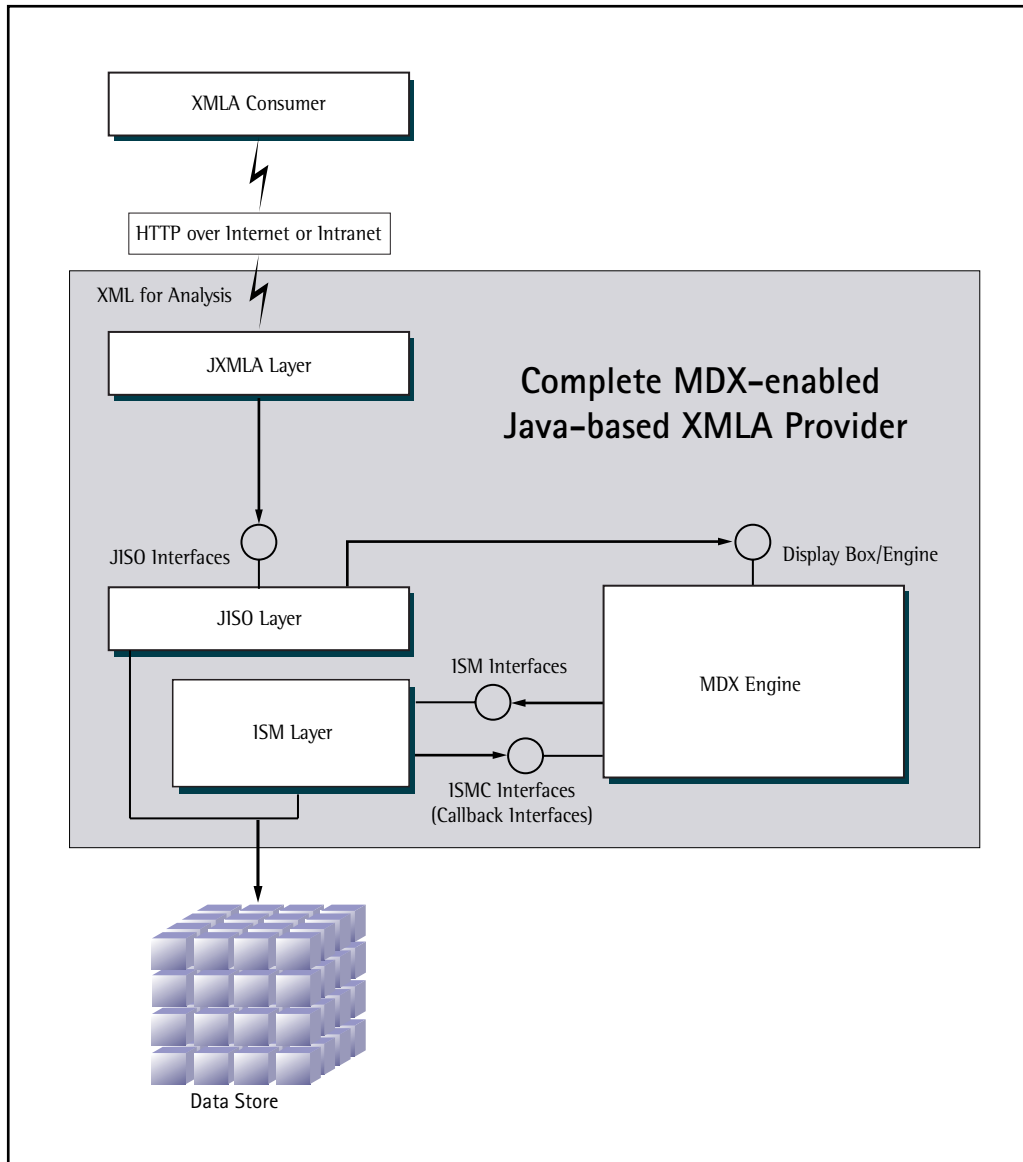 XMLA Consumer
HTTP over Internet or Intranet
XML for Analysis
JXMLA Layer
Complete MDX-enabled
Java-based XMLA Provider
JISO Interfaces
Display Box/Engine
JISO Layer
ISM Interfaces
MDX Engine
ISM Layer
ISMC Interfaces
(Callback Interfaces)
Data Store